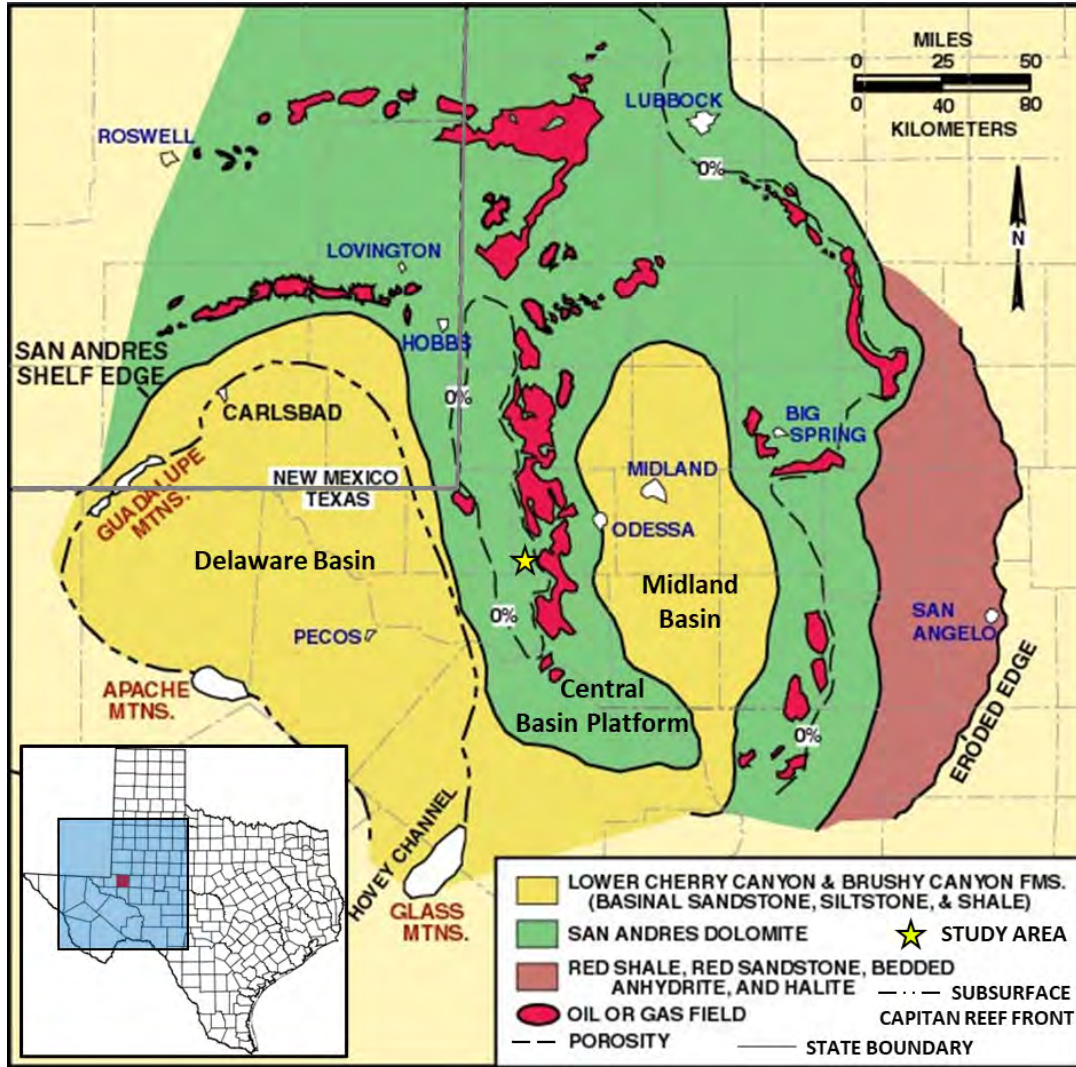 MILES
0 25 50
0 40 80
KILOMETERS
LUBBOCK
ROSWELL
0%
N
LOVINGTON
HOBBS
SAN ANDRES
SHELF EDGE
0%
CARLSBAD
BIG
SPRING
GUADALUPE
MTNS.
NEW MEXICO
TEXAS
MIDLAND
ODESSA
Delaware Basin
Midland
Basin
0%
PECOS
SAN
ANGELO
APACHE
MTNS.
Central
Basin Platform
0%
ERODED EDGE
HOVEY CHANNEL
GLASS
MTNS.
LOWER CHERRY CANYON & BRUSHY CANYON FMS.
(BASINAL SANDSTONE, SILTSTONE, & SHALE)
SAN ANDRES DOLOMITE
STUDY AREA
RED SHALE, RED SANDSTONE, BEDDED
ANHYDRITE, AND HALITE
SUBSURFACE
CAPITAN REEF FRONT
OIL OR GAS FIELD
POROSITY
STATE BOUNDARY